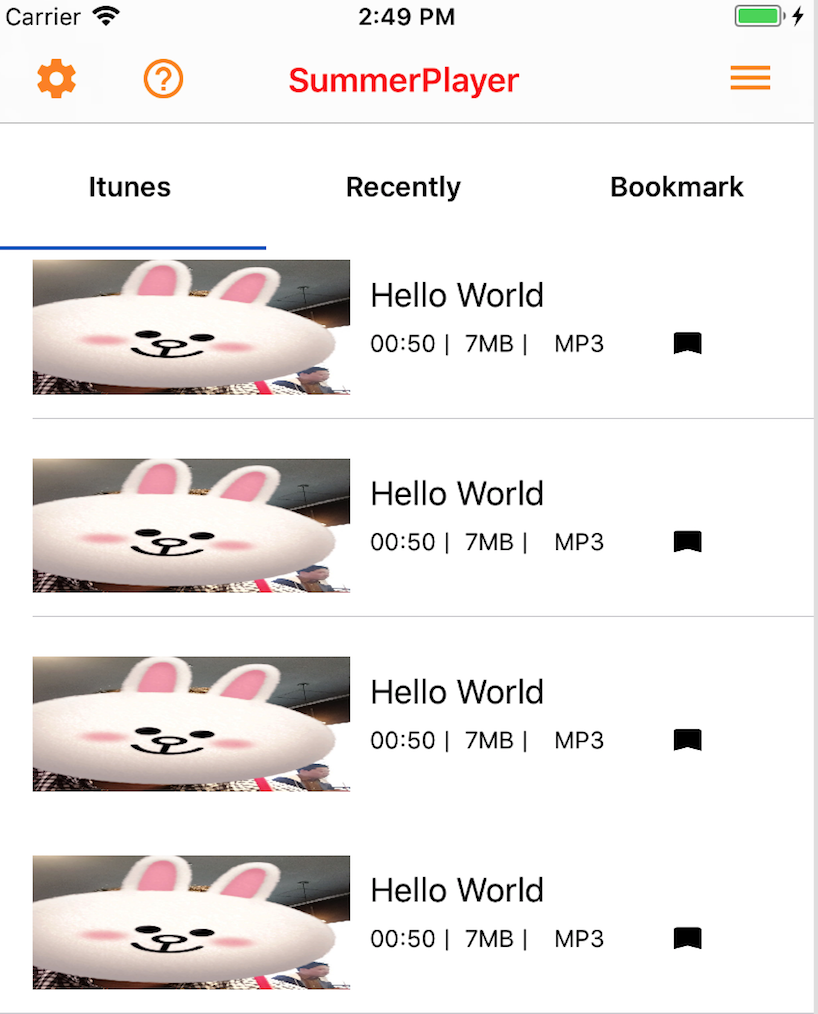 Carrier 2:49 PM
SummerPlayer
Itunes Recently Bookmark
Hello World
00:50 | 7MB | MP3
Hello World
00:50 | 7MB | MP3
Hello World
00:50 | 7MB | MP3
Hello World
00:50 | 7MB | MP3